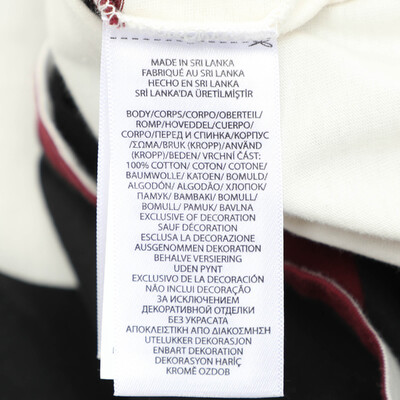 MADE IN SRI LANKA
FABRIQUÉ AU SRI LANKA
HECHO EN SRI LANKA
SRİ LANKA'DA ÜRETİLMİŞTİR
BODY/CORPS/CORPO/OBERTEIL/
ROMP/HOVEDDEL/CUERPO/
CORPO/ПЕРЕД И СПИНКА/КОРПУС
/ΣΩΜΑ/BRUK (KROPP)/ANVÄND
(KROPP)/BEDEN/ VRCHNÍ ČÁST:
100% COTTON/ COTON/ COTONE/
BAUMWOLLE/ KATOEN/ BOMULD/
ALGODÓN/ ALGODÃO/ ХЛОПОК/
ПАМУК/ ΒΑΜΒΑΚΙ/ BOMULL/
BOMULL/ PAMUK/ BAVLNA
EXCLUSIVE OF DECORATION
SAUF DÉCORATION
ESCLUSA LA DECORAZIONE
AUSGENOMMEN DEKORATION
BEHALVE VERSIERING
UDEN PYNT
EXCLUSIVO DE LA DECORACIÓN
NÃO INCLUI DECORAÇÃO
ЗА ИСКЛЮЧЕНИЕМ
ДЕКОРАТИВНОЙ ОТДЕЛКИ
БЕЗ УКРАСАТА
ΑΠΟΚΛΕΙΣΤΙΚΗ ΑΠΟ ΔΙΑΚΟΣΜΗΣΗ
UTELUKKER DEKORASJON
ENBART DEKORATION
DEKORASYON HARİÇ
KROMĚ OZDOB